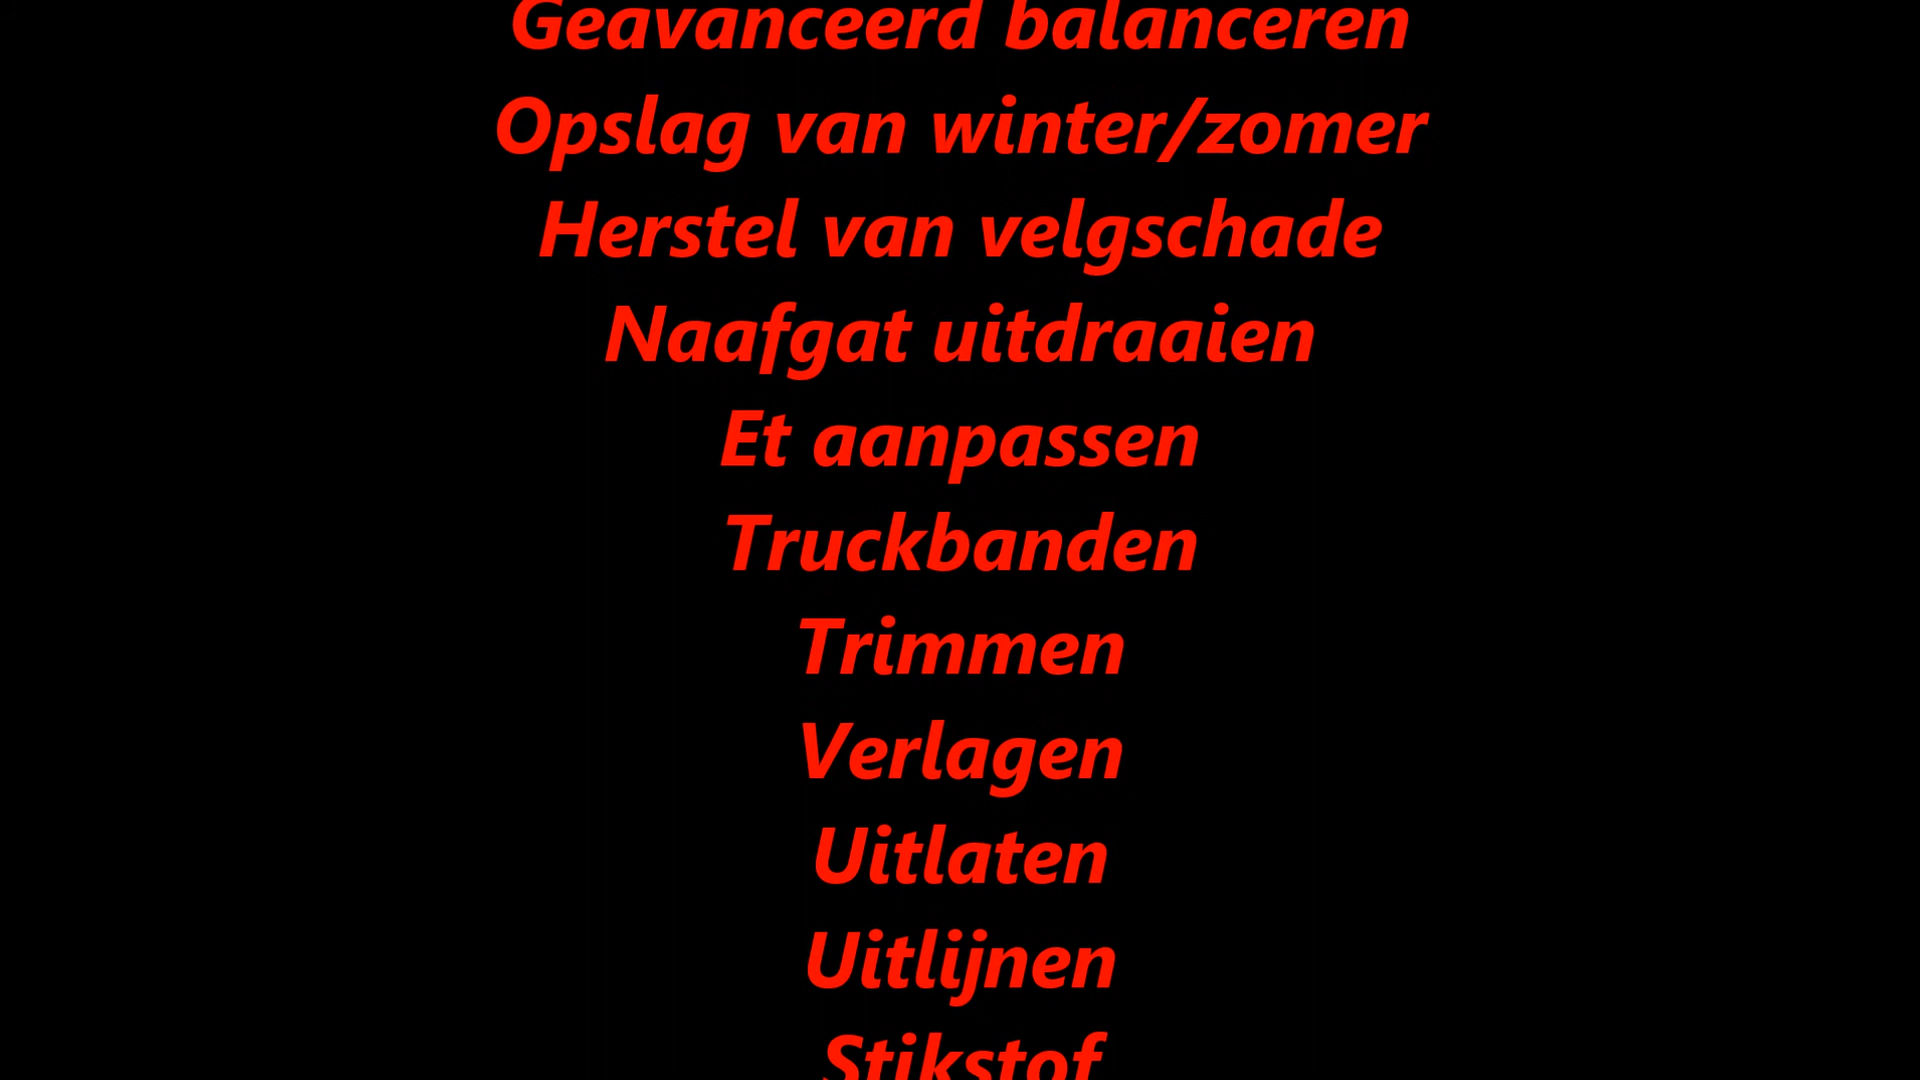 Geavanceerd balanceren
Opslag van winter/zomer
Herstel van velgschade
Naafgat uitdraaien
Et aanpassen
Truckbanden
Trimmen
Verlagen
Uitlaten
Uitlijnen
Stikstof